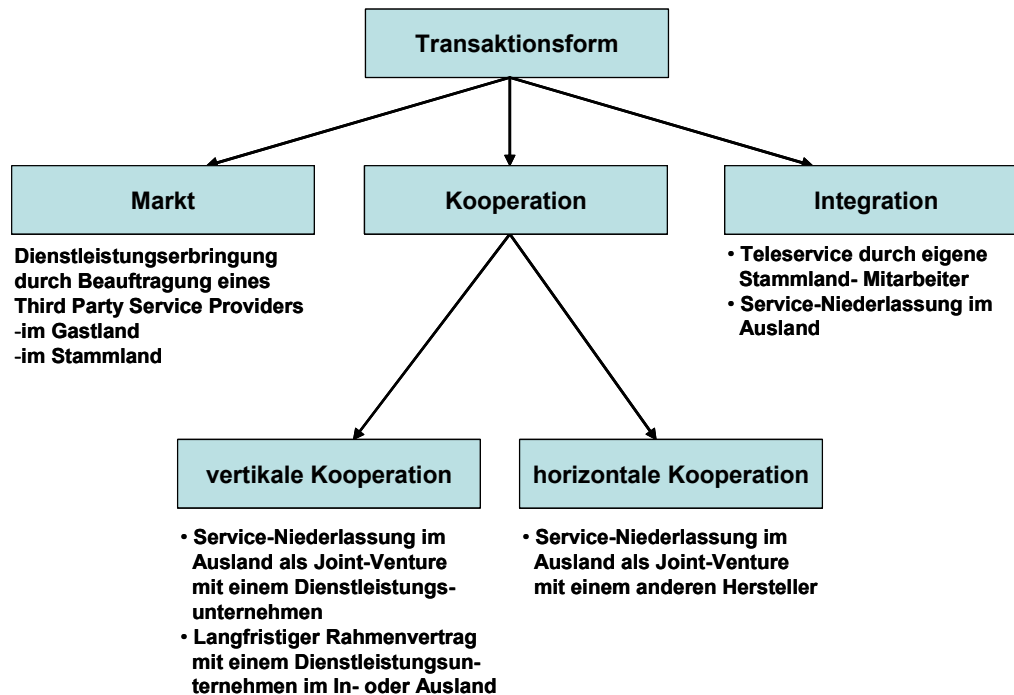 Transaktionsform
Markt
Kooperation
Integration
Dienstleistungserbringung
durch Beauftragung eines
Third Party Service Providers
-im Gastland
-im Stammland
• Teleservice durch eigene
Stammland- Mitarbeiter
• Service-Niederlassung im
Ausland
vertikale Kooperation
horizontale Kooperation
• Service-Niederlassung im
Ausland als Joint-Venture
mit einem Dienstleistungs-
unternehmen
• Langfristiger Rahmenvertrag
mit einem Dienstleistungsun-
ternehmen im In- oder Ausland
• Service-Niederlassung im
Ausland als Joint-Venture
mit einem anderen Hersteller